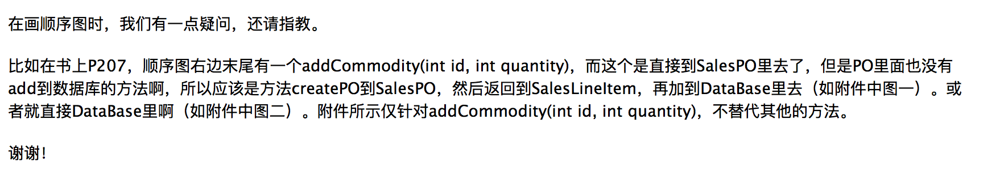 在画顺序图时，我们有一点疑问，还请指教。
比如在书上P207，顺序图右边末尾有一个addCommodity(int id, int quantity)，而这个是直接到SalesPO里去了，但是PO里面也没有
add到数据库的方法啊，所以应该是方法createPO到SalesPO，然后返回到SalesLineItem，再加到DataBase里去（如附件中图一）。或
者就直接DataBase里啊（如附件中图二）。附件所示仅针对addCommodity(int id, int quantity)，不替代其他的方法。
谢谢！